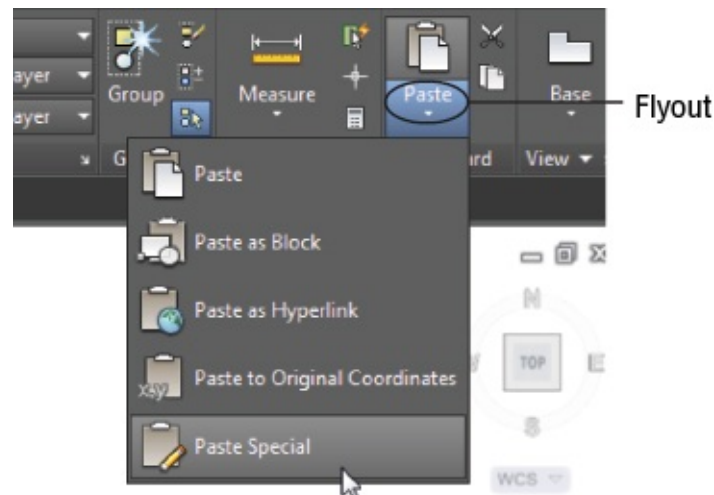 ayer
ayer
Group
Measure
Paste
Base
Flyout
G
rd
View
Paste
Paste as Block
Paste as Hyperlink
x,y
Paste to Original Coordinates
Paste Special
N
TOP
E
S
WCS